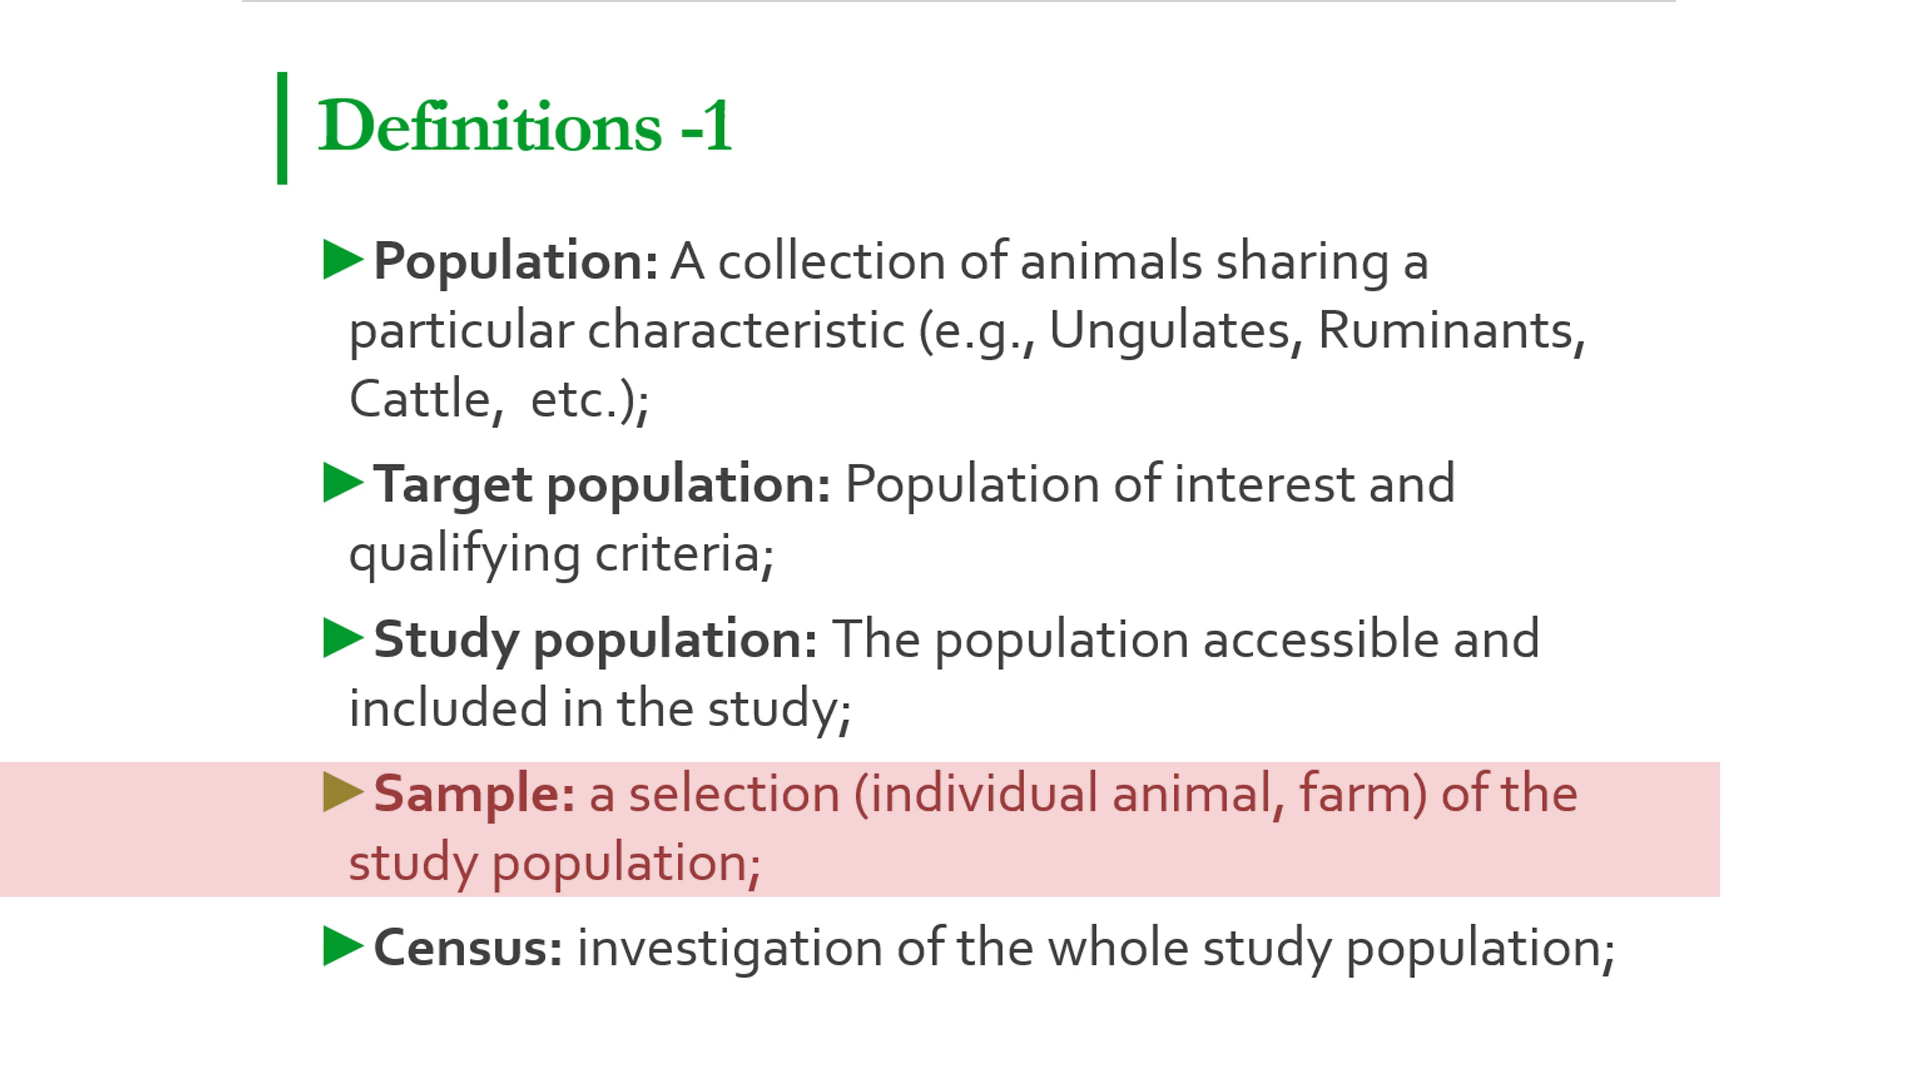 Definitions -1
►Population: A collection of animals sharing a
particular characteristic (e.g., Ungulates, Ruminants,
Cattle,  etc.);
►Target population: Population of interest and
qualifying criteria;
►Study population: The population accessible and
included in the study;
►Sample: a selection (individual animal, farm) of the
study population;
►Census: investigation of the whole study population;